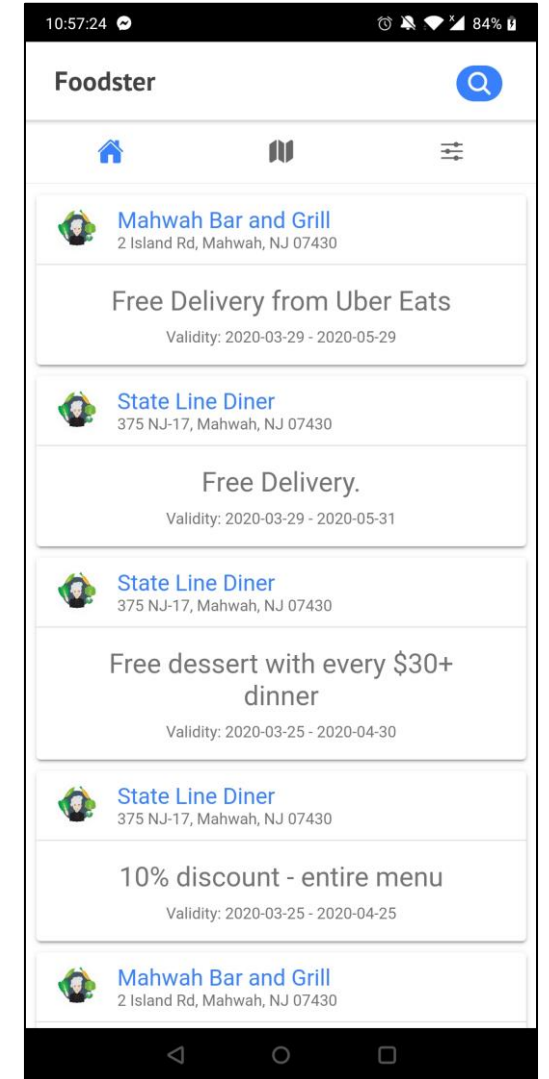 10:57:24
84%
Foodster
Mahwah Bar and Grill
2 Island Rd, Mahwah, NJ 07430
Free Delivery from Uber Eats
Validity: 2020-03-29 - 2020-05-29
State Line Diner
375 NJ-17, Mahwah, NJ 07430
Free Delivery.
Validity: 2020-03-29 - 2020-05-31
State Line Diner
375 NJ-17, Mahwah, NJ 07430
Free dessert with every $30+
dinner
Validity: 2020-03-25 - 2020-04-30
State Line Diner
375 NJ-17, Mahwah, NJ 07430
10% discount - entire menu
Validity: 2020-03-25 - 2020-04-25
Mahwah Bar and Grill
2 Island Rd, Mahwah, NJ 07430